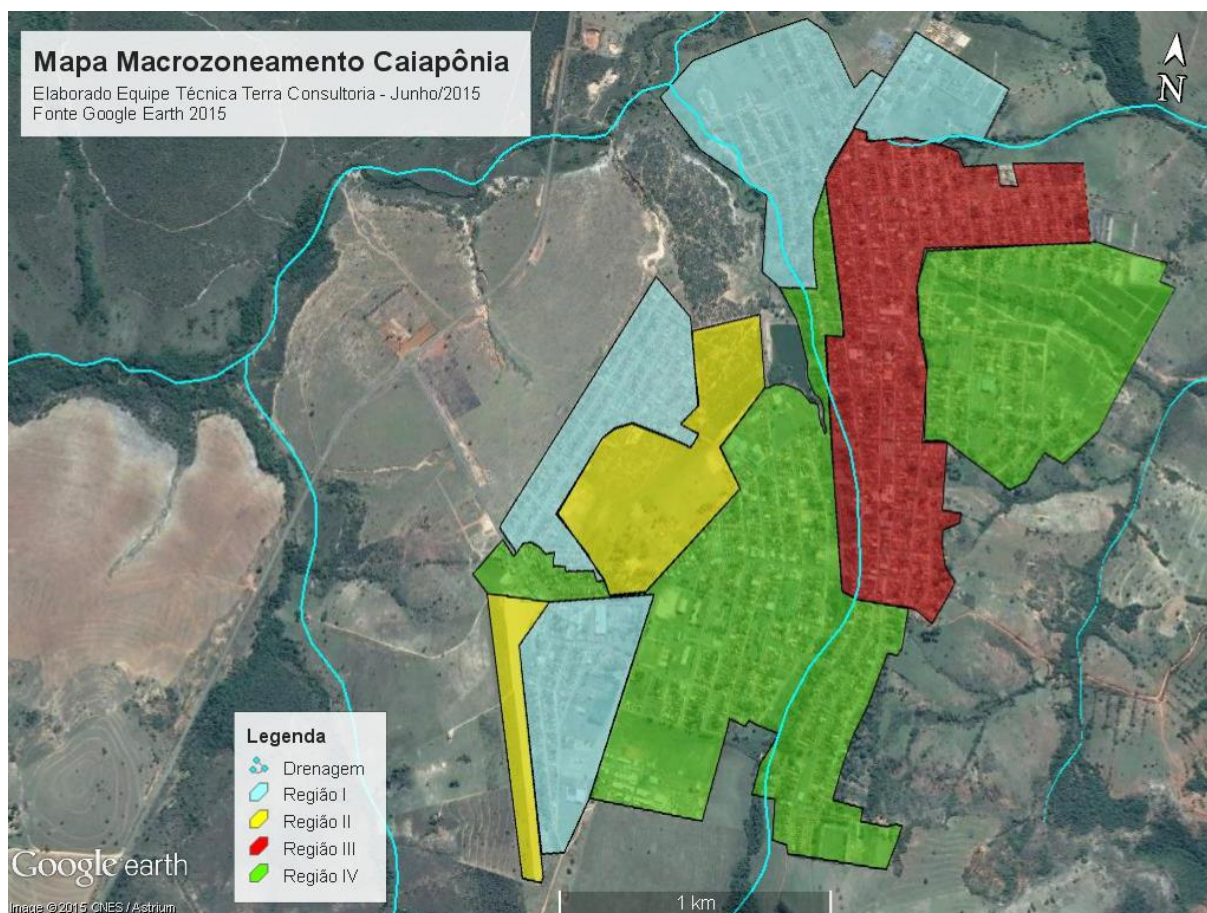 Mapa Macrozoneamento Caiapônia
Elaborado Equipe Técnica Terra Consultoria - Junho/2015
Fonte Google Earth 2015
N
Legenda
Drenagem
Região I
Região II
Região III
Região IV
Google earth
Image © 2015 CNES / Astrium
1 km